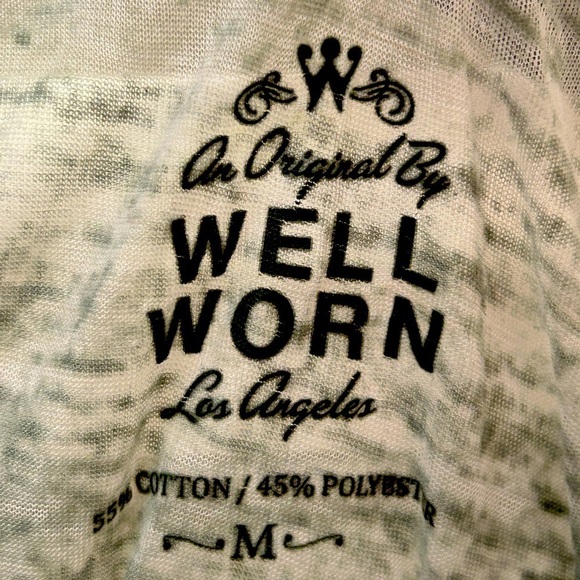 W
An Original By
WELL
WORN
Los Angeles
55% COTTON / 45% POLYESTER
M